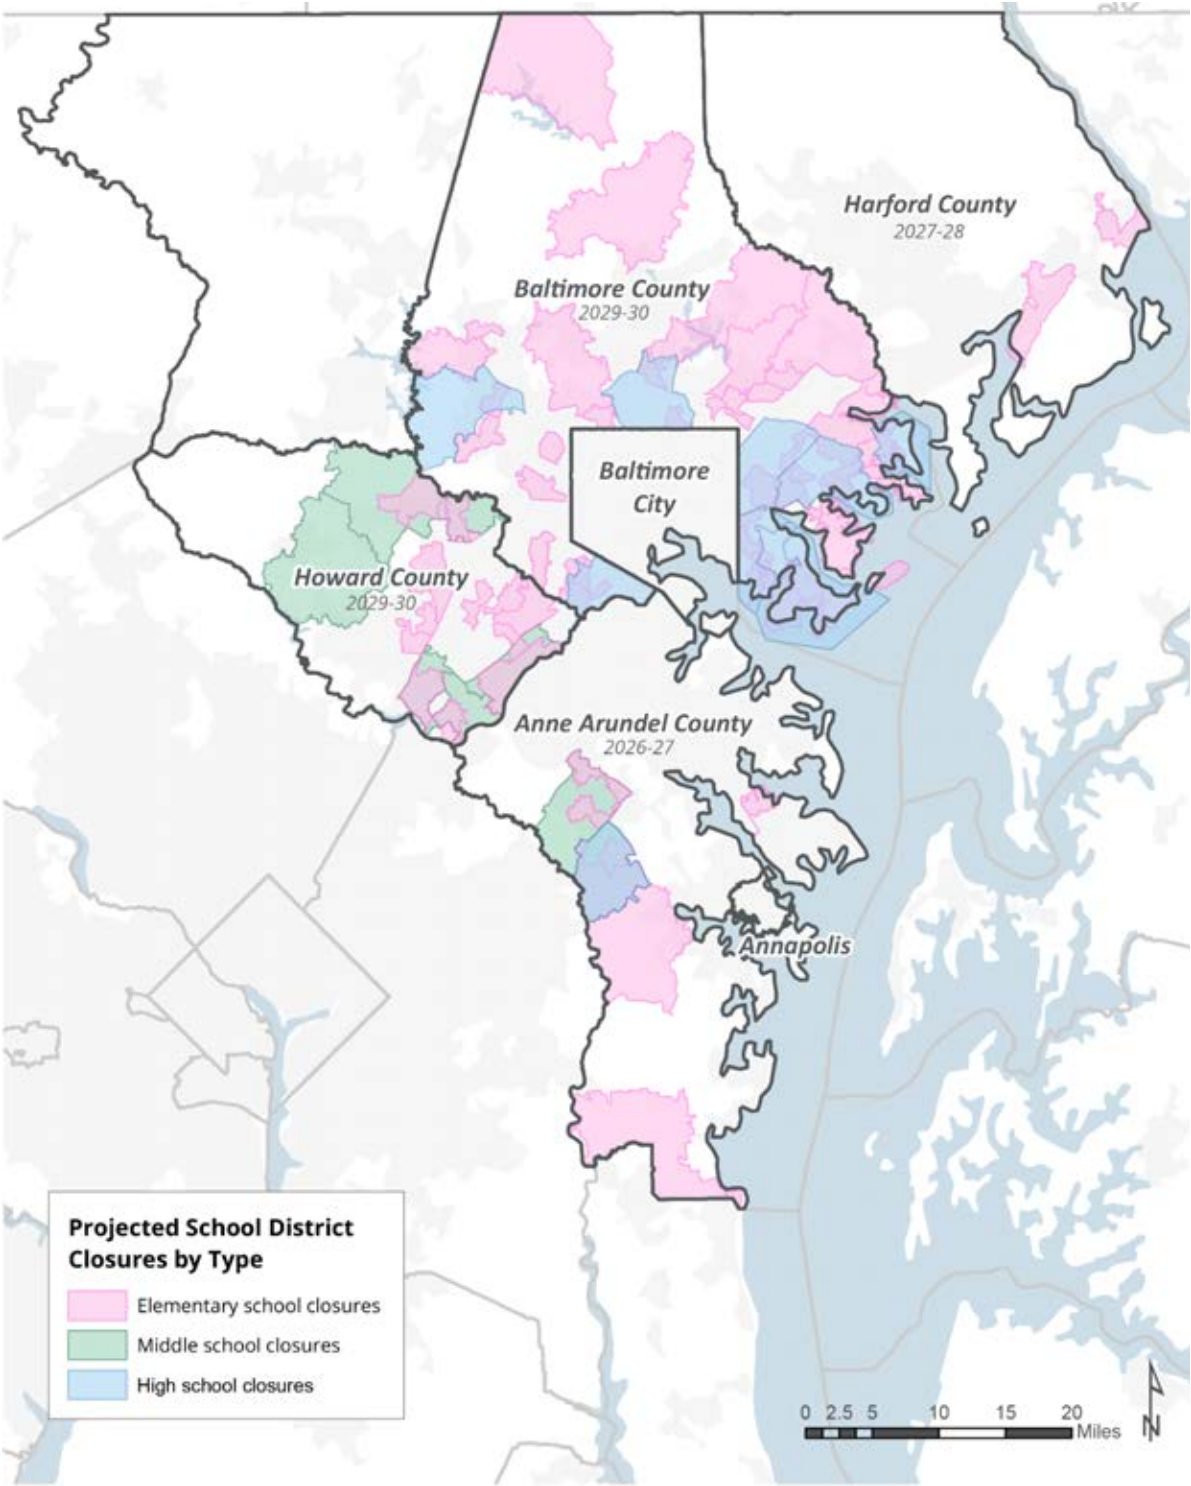 Harford County
2027-28
Baltimore County
2029-30
Baltimore
City
Howard County
2029-30
Anne Arundel County
2026-27
Annapolis
Projected School District
Closures by Type
Elementary school closures
Middle school closures
High school closures
0 2.5 5 10 15 20
Miles
N